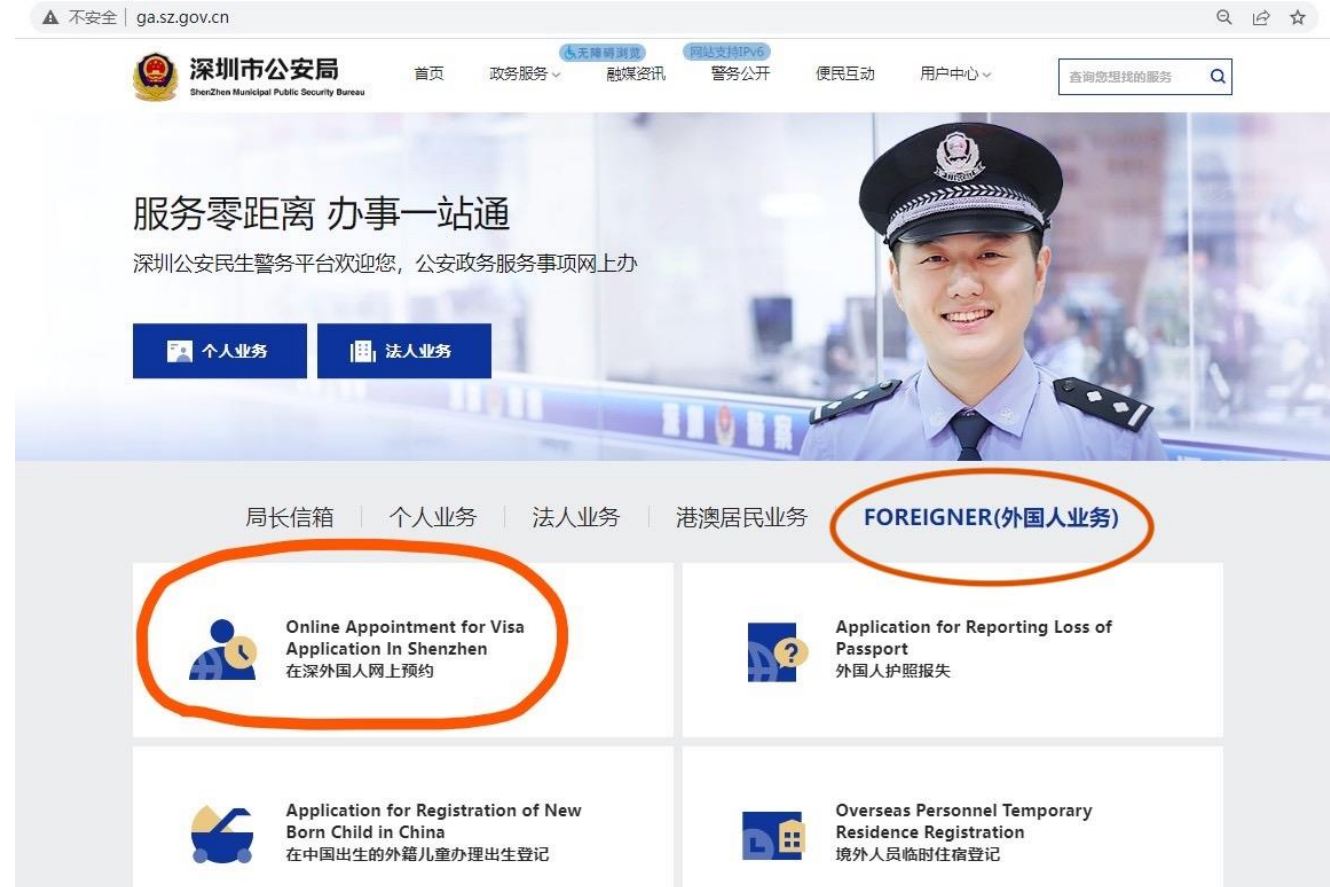 不安全 ga.sz.gov.cn
无障碍浏览 网站支持IPv6
深圳市公安局
ShenZhen Municipal Public Security Bureau
首页 政务服务 融媒资讯 警务公开 便民互动 用户中心 查询您想找的服务
服务零距离 办事一站通
深圳公安民生警务平台欢迎您，公安政务服务事项网上办
个人业务 法人业务
局长信箱 个人业务 法人业务 港澳居民业务 FOREIGNER(外国人业务)
Online Appointment for Visa
Application In Shenzhen
在深外国人网上预约
Application for Reporting Loss of
Passport
外国人护照报失
Application for Registration of New
Born Child in China
在中国出生的外籍儿童办理出生登记
Overseas Personnel Temporary
Residence Registration
境外人员临时住宿登记